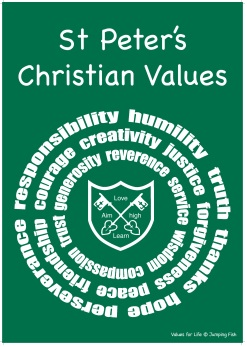 St Peter's
Christian Values
perseverance responsibility humility truth thanks hope
friendship courage creativity justice forgiveness peace
trust generosity reverence service wisdom compassion
Love
Aim high
Learn
Values for Life © Jumping Fish